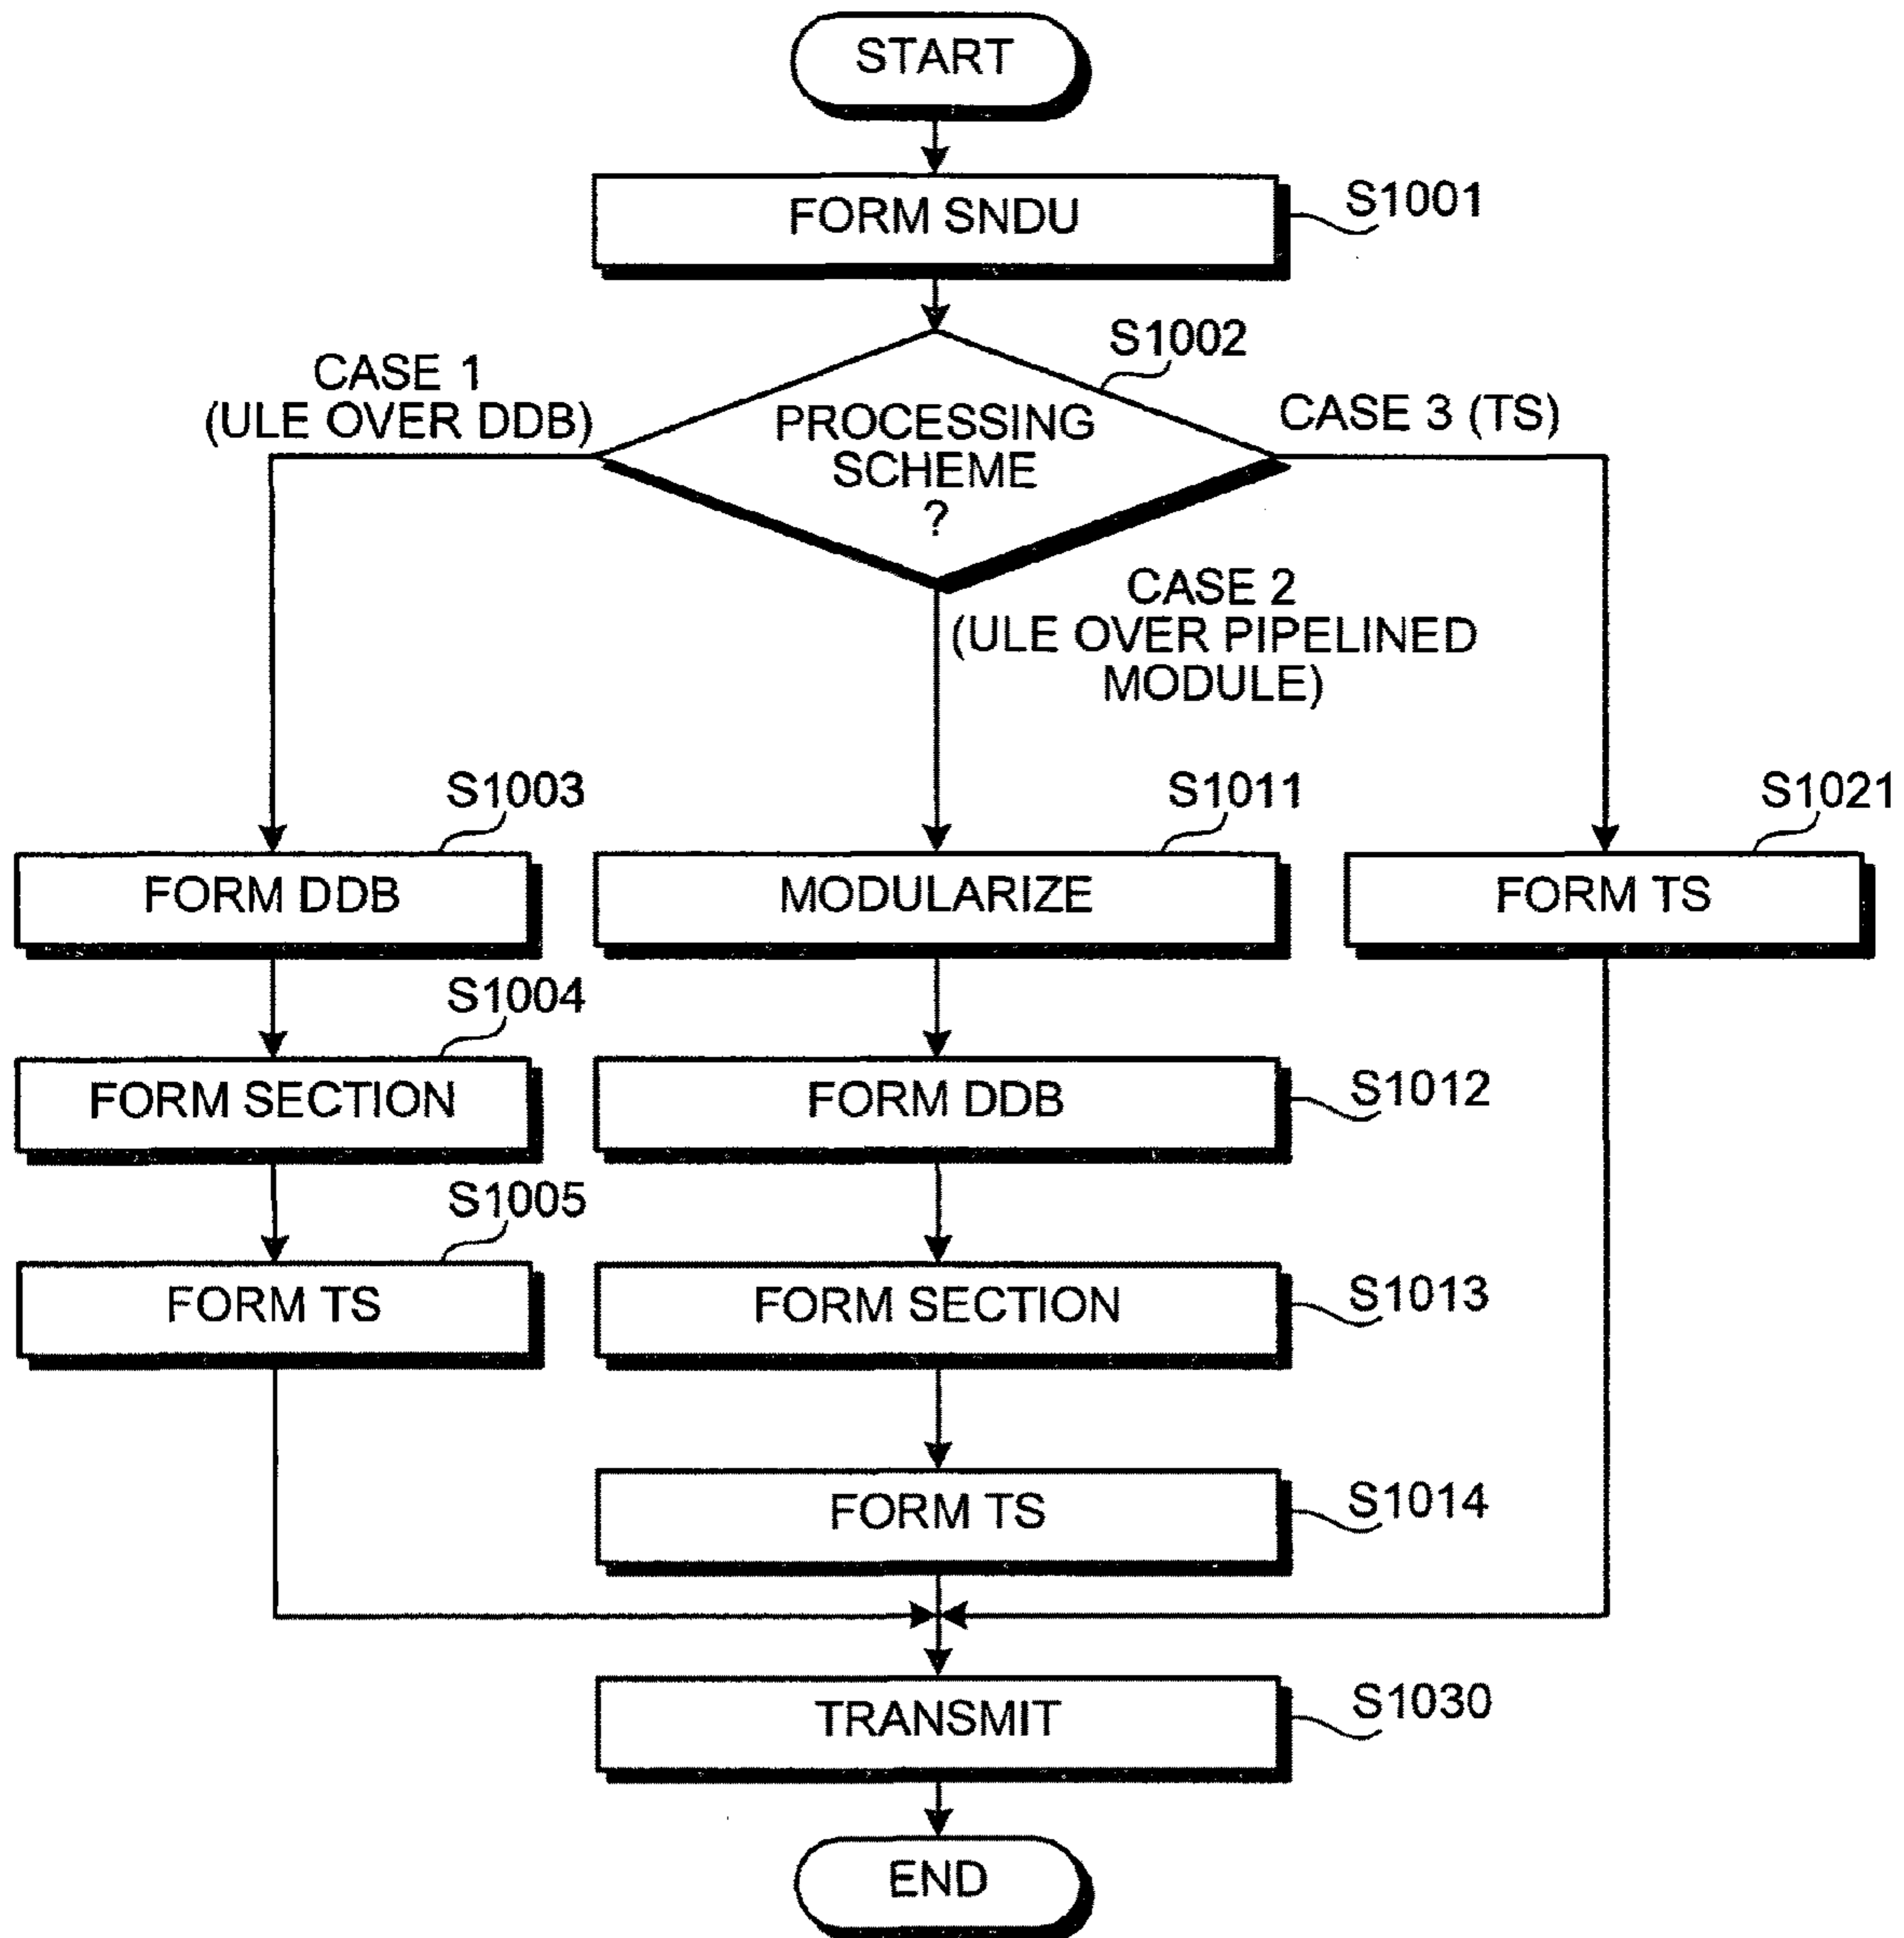 START
FORM SNDU
S1001
S1002
CASE 1
(ULE OVER DDB)
PROCESSING
SCHEME
?
CASE 3 (TS)
CASE 2
(ULE OVER PIPELINED
MODULE)
S1003
S1011
S1021
FORM DDB
MODULARIZE
FORM TS
S1004
FORM SECTION
FORM DDB
S1012
S1005
FORM TS
FORM SECTION
S1013
FORM TS
S1014
TRANSMIT
S1030
END